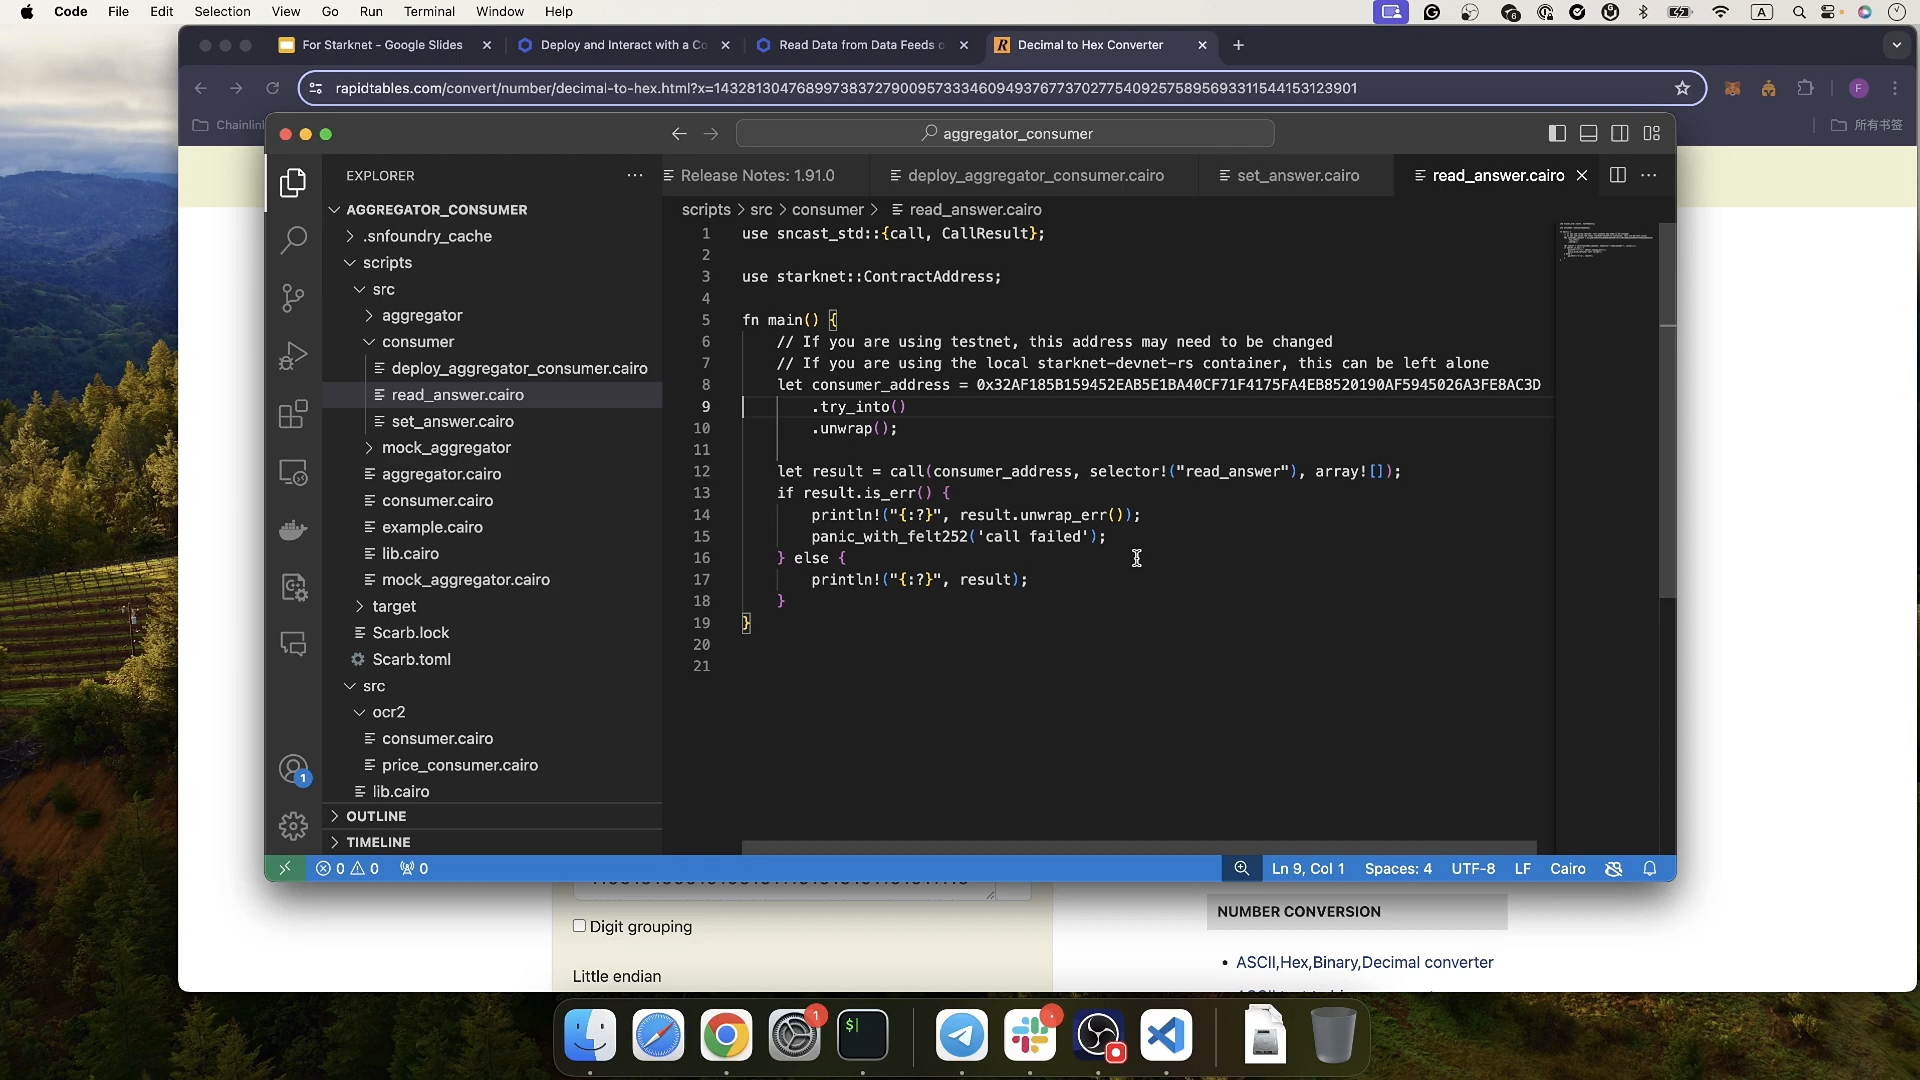 Code File Edit Selection View Go Run Terminal Window Help
For Starknet - Google Slides
Deploy and Interact with a Co
Read Data from Data Feeds o
Decimal to Hex Converter
rapidtables.com/convert/number/decimal-to-hex.html?x=1432813047689973837279009573334609493767737027754092575895693311544153123901
Chainlin
所有书签
aggregator_consumer
EXPLORER
Release Notes: 1.91.0
deploy_aggregator_consumer.cairo
set_answer.cairo
read_answer.cairo
AGGREGATOR_CONSUMER
.snfoundry_cache
scripts
src
aggregator
consumer
deploy_aggregator_consumer.cairo
read_answer.cairo
set_answer.cairo
mock_aggregator
aggregator.cairo
consumer.cairo
example.cairo
lib.cairo
mock_aggregator.cairo
target
Scarb.lock
Scarb.toml
src
ocr2
consumer.cairo
price_consumer.cairo
lib.cairo
OUTLINE
TIMELINE
scripts > src > consumer > read_answer.cairo
1 use sncast_std::{call, CallResult};
2
3 use starknet::ContractAddress;
4
5 fn main() {
6 // If you are using testnet, this address may need to be changed
7 // If you are using the local starknet-devnet-rs container, this can be left alone
8 let consumer_address = 0x32AF185B159452EAB5E1BA40CF71F4175FA4EB8520190AF5945026A3FE8AC3D
9 .try_into()
10 .unwrap();
11
12 let result = call(consumer_address, selector!("read_answer"), array![]);
13 if result.is_err() {
14 println!("{:?}", result.unwrap_err());
15 panic_with_felt252('call failed');
16 } else {
17 println!("{:?}", result);
18 }
19 }
20
21
0 0 0
Ln 9, Col 1 Spaces: 4 UTF-8 LF Cairo
Digit grouping
Little endian
NUMBER CONVERSION
• ASCII,Hex,Binary,Decimal converter